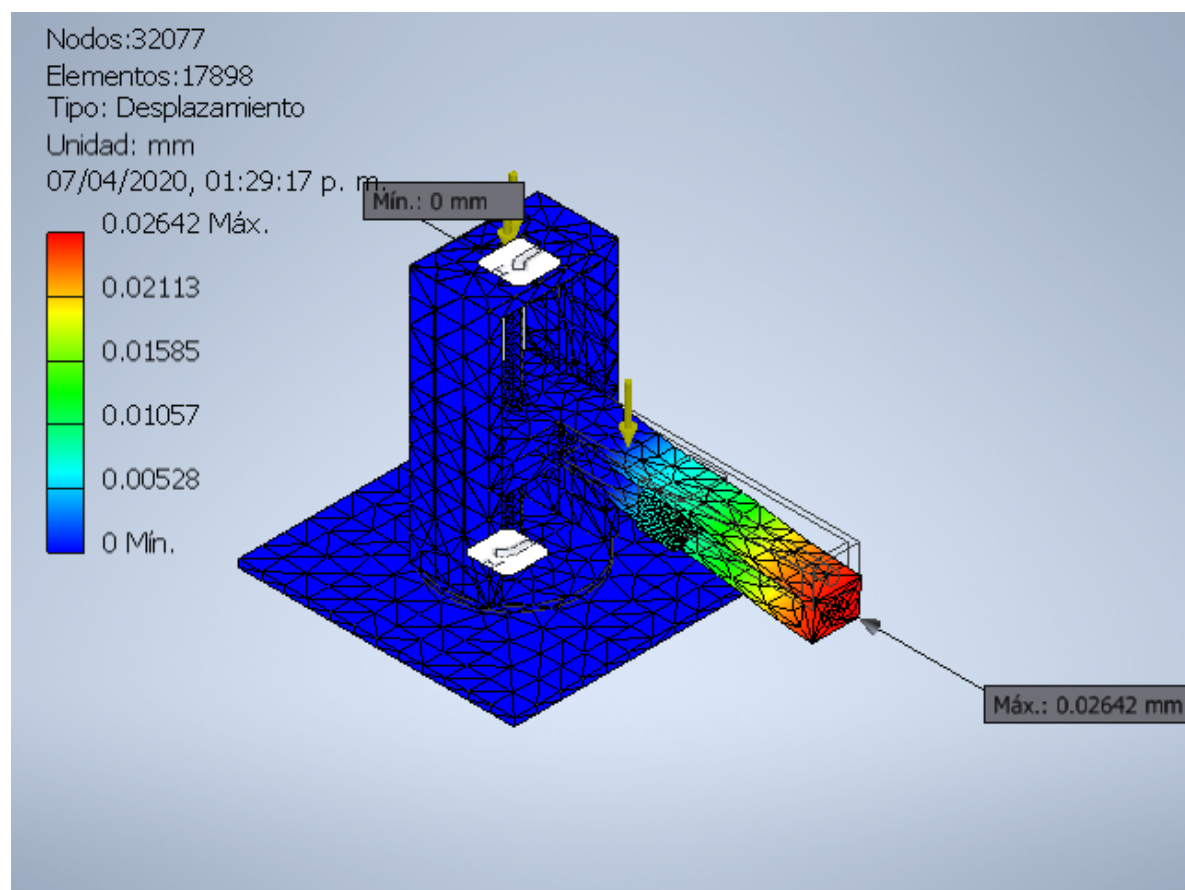 Nodos:32077
Elementos:17898
Tipo: Desplazamiento
Unidad: mm
07/04/2020, 01:29:17 p. m.
Mín.: 0 mm
0.02642 Máx.
0.02113
0.01585
0.01057
0.00528
0 Mín.
Máx.: 0.02642 mm